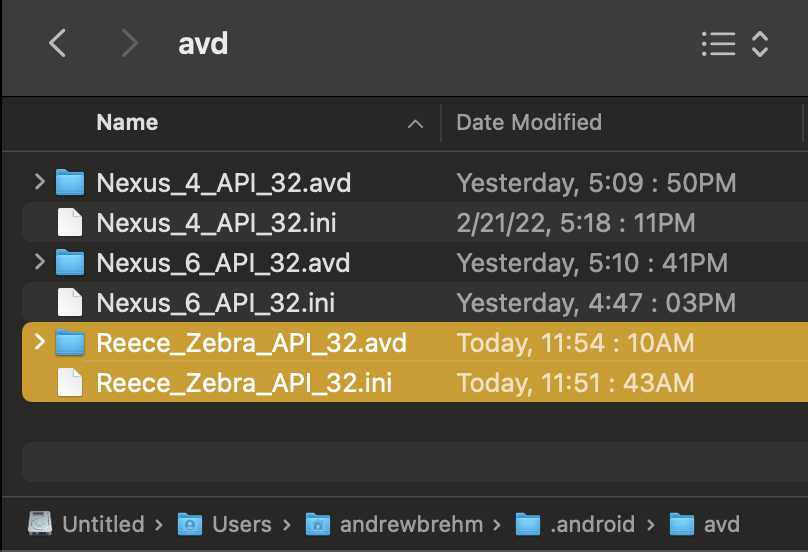 avd
Name Date Modified
Nexus_4_API_32.avd Yesterday, 5:09 : 50PM
Nexus_4_API_32.ini 2/21/22, 5:18 : 11PM
Nexus_6_API_32.avd Yesterday, 5:10 : 41PM
Nexus_6_API_32.ini Yesterday, 4:47 : 03PM
Reece_Zebra_API_32.avd Today, 11:54 : 10AM
Reece_Zebra_API_32.ini Today, 11:51 : 43AM
Untitled › Users › andrewbrehm › .android › avd